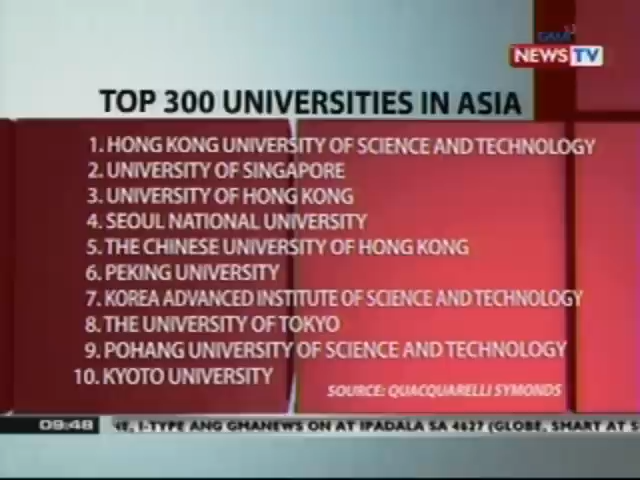 GMA
NEWS TV
TOP 300 UNIVERSITIES IN ASIA
1. HONG KONG UNIVERSITY OF SCIENCE AND TECHNOLOGY
2. UNIVERSITY OF SINGAPORE
3. UNIVERSITY OF HONG KONG
4. SEOUL NATIONAL UNIVERSITY
5. THE CHINESE UNIVERSITY OF HONG KONG
6. PEKING UNIVERSITY
7. KOREA ADVANCED INSTITUTE OF SCIENCE AND TECHNOLOGY
8. THE UNIVERSITY OF TOKYO
9. POHANG UNIVERSITY OF SCIENCE AND TECHNOLOGY
10. KYOTO UNIVERSITY
SOURCE: QUACQUARELLI SYMONDS
09:48 I-TYPE ANG GMANEWS ON AT IPADALA SA 4627 (GLOBE, SMART AT S